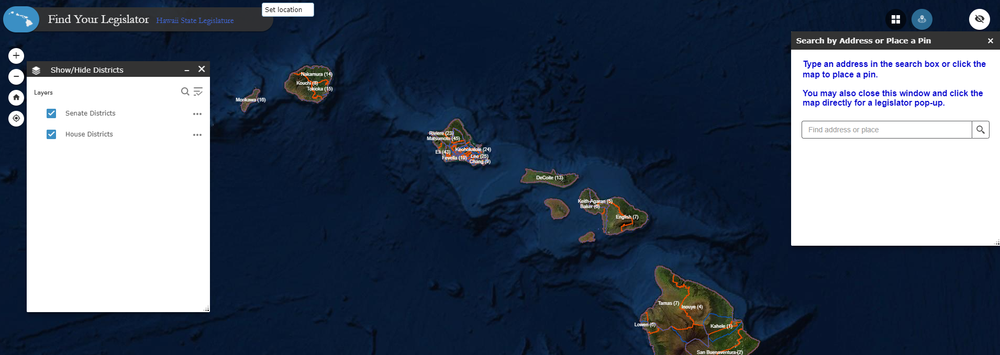 Set location
Find Your Legislator Hawaii State Legislature
Show/Hide Districts
Layers
Senate Districts
House Districts
Nakamura (14)
Kouchi (8)
Tokioka (15)
Morikawa (16)
Riviere (23)
Matsumoto (45)
Keohokalole (24)
Eli (43)
Lee (25)
Fevella (19)
Chang (9)
DeCoite (13)
Keith-Agaran (5)
Baker (6)
English (7)
Tarnas (7)
Inouye (4)
Lowen (6)
Kahele (1)
San Buenaventura (2)
Search by Address or Place a Pin
Type an address in the search box or click the
map to place a pin.
You may also close this window and click the
map directly for a legislator pop-up.
Find address or place